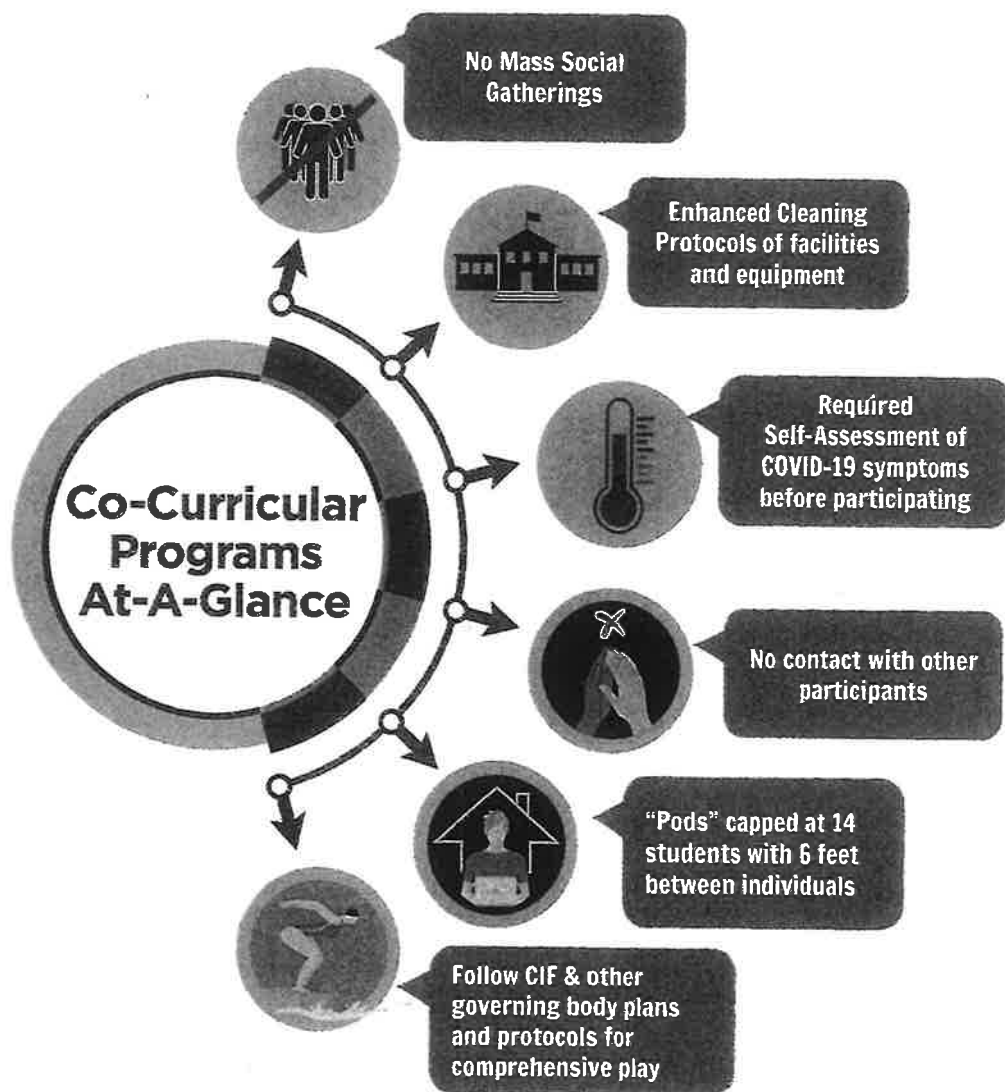 No Mass Social
Gatherings
Enhanced Cleaning
Protocols of facilities
and equipment
Required
Self-Assessment of
COVID-19 symptoms
before participating
Co-Curricular
Programs
At-A-Glance
No contact with other
participants
“Pods” capped at 14
students with 6 feet
between individuals
Follow CIF & other
governing body plans
and protocols for
comprehensive play